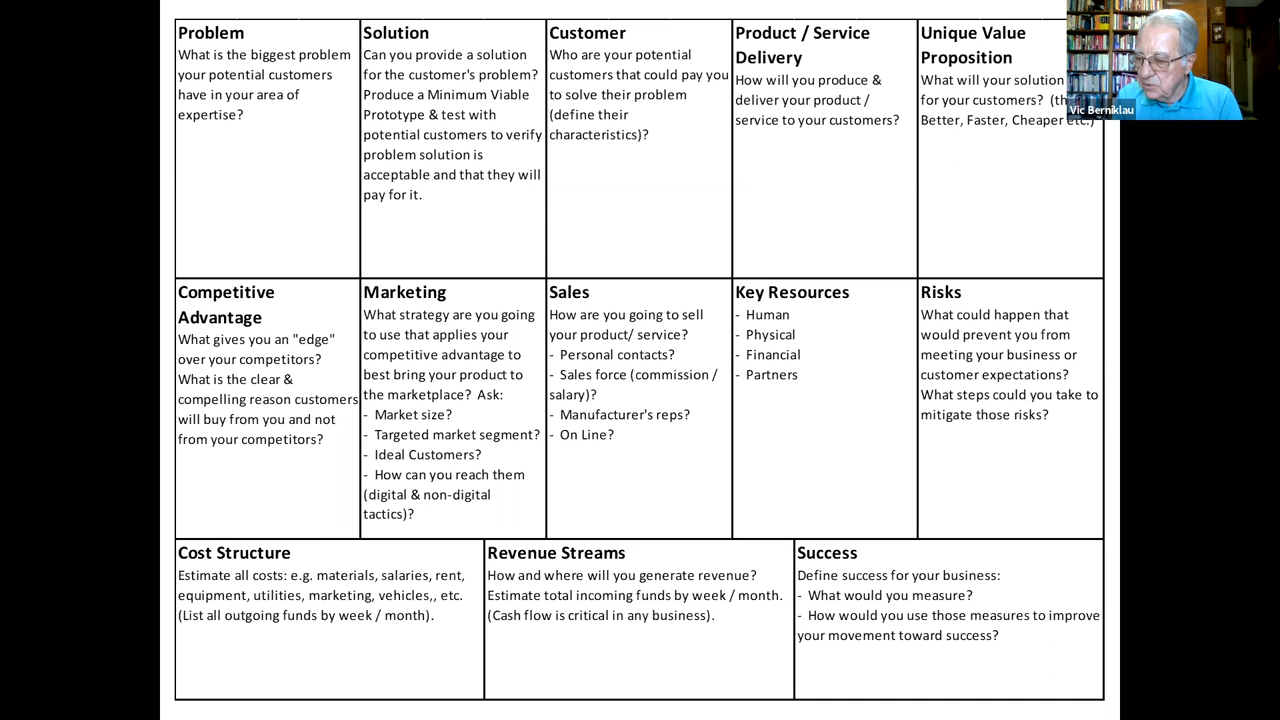 Problem
What is the biggest problem
your potential customers
have in your area of
expertise?
Solution
Can you provide a solution
for the customer's problem?
Produce a Minimum Viable
Prototype & test with
potential customers to verify
problem solution is
acceptable and that they will
pay for it.
Customer
Who are your potential
customers that could pay you
to solve their problem
(define their
characteristics)?
Product / Service
Delivery
How will you produce &
deliver your product /
service to your customers?
Unique Value
Proposition
What will your solution
for your customers?
Better, Faster, Cheaper etc.)
Vic Berniklau
Competitive
Advantage
What gives you an "edge"
over your competitors?
What is the clear &
compelling reason customers
will buy from you and not
from your competitors?
Marketing
What strategy are you going
to use that applies your
competitive advantage to
best bring your product to
the marketplace? Ask:
- Market size?
- Targeted market segment?
- Ideal Customers?
- How can you reach them
(digital & non-digital
tactics)?
Sales
How are you going to sell
your product/ service?
- Personal contacts?
- Sales force (commission /
salary)?
- Manufacturer's reps?
- On Line?
Key Resources
- Human
- Physical
- Financial
- Partners
Risks
What could happen that
would prevent you from
meeting your business or
customer expectations?
What steps could you take to
mitigate those risks?
Cost Structure
Estimate all costs: e.g. materials, salaries, rent,
equipment, utilities, marketing, vehicles,, etc.
(List all outgoing funds by week / month).
Revenue Streams
How and where will you generate revenue?
Estimate total incoming funds by week / month.
(Cash flow is critical in any business).
Success
Define success for your business:
- What would you measure?
- How would you use those measures to improve
your movement toward success?